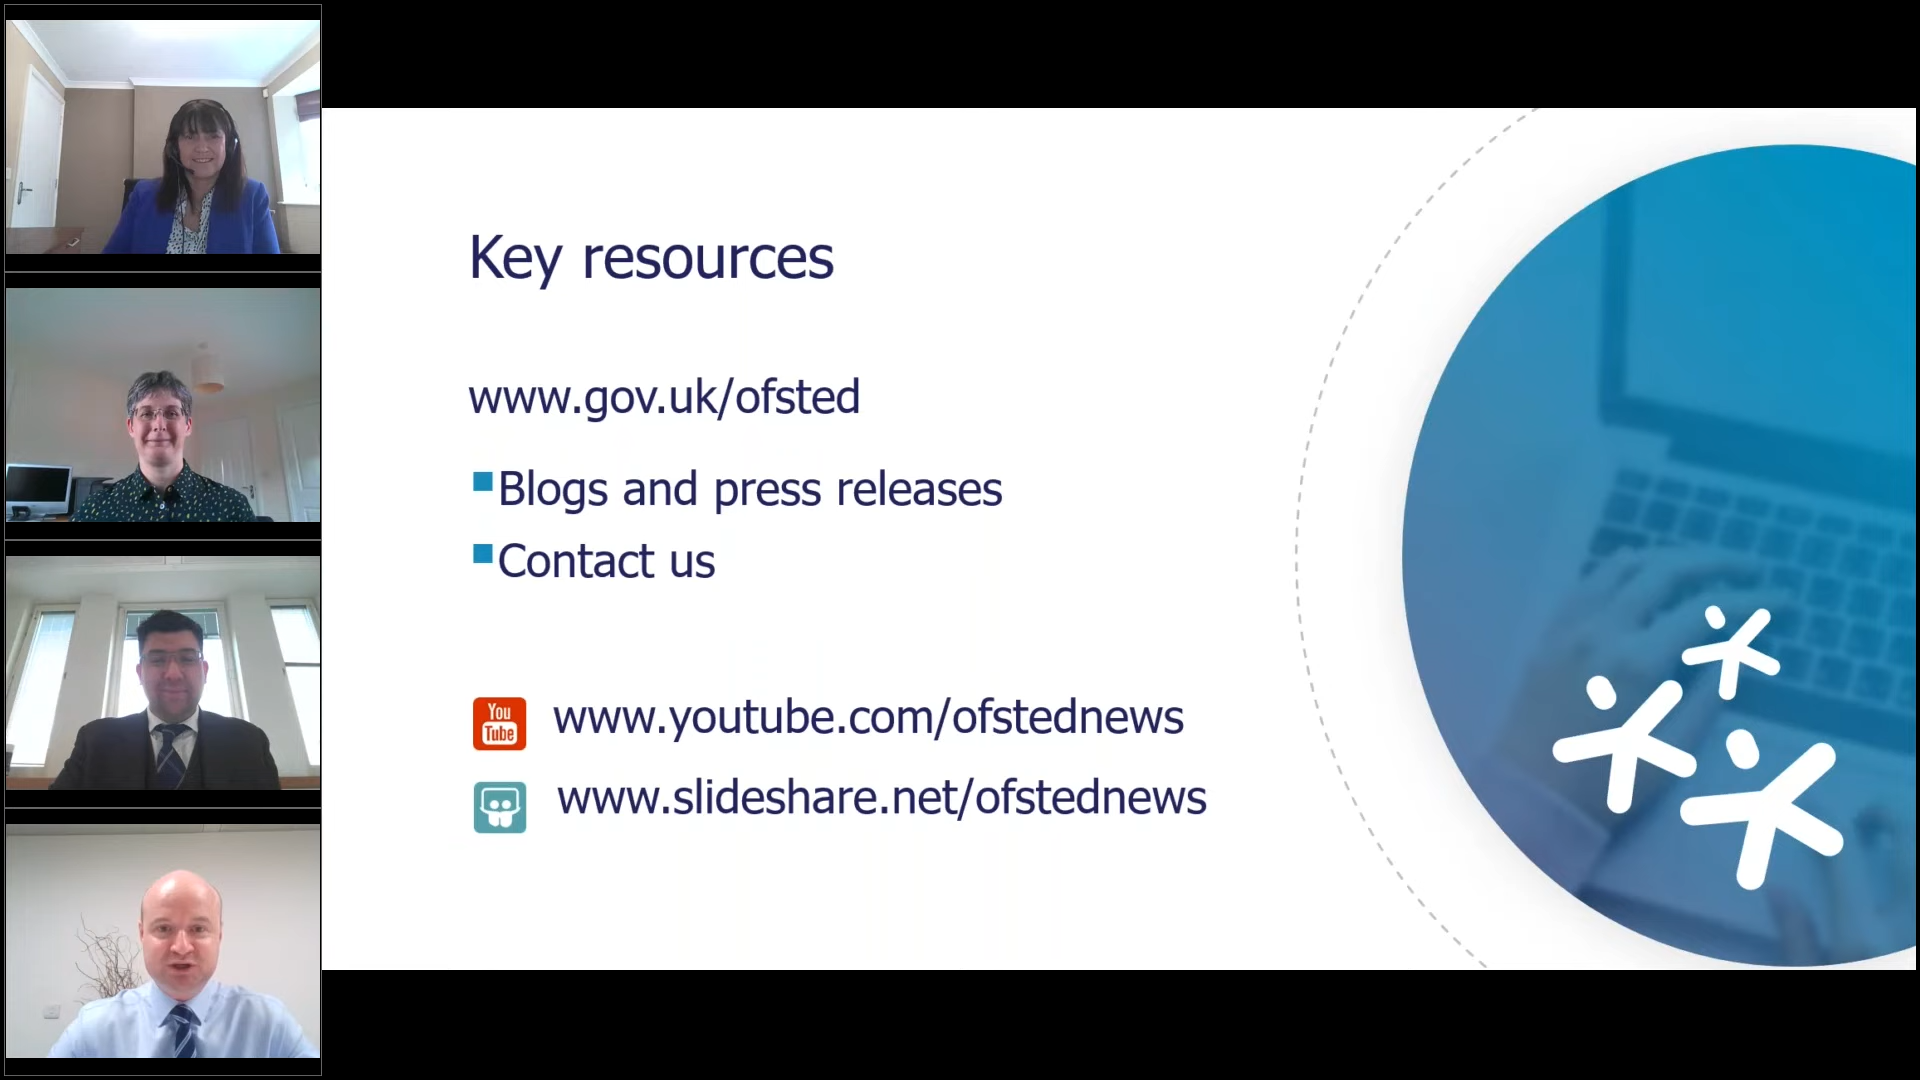 Key resources
www.gov.uk/ofsted
Blogs and press releases
Contact us
You
Tube
www.youtube.com/ofstednews
www.slideshare.net/ofstednews